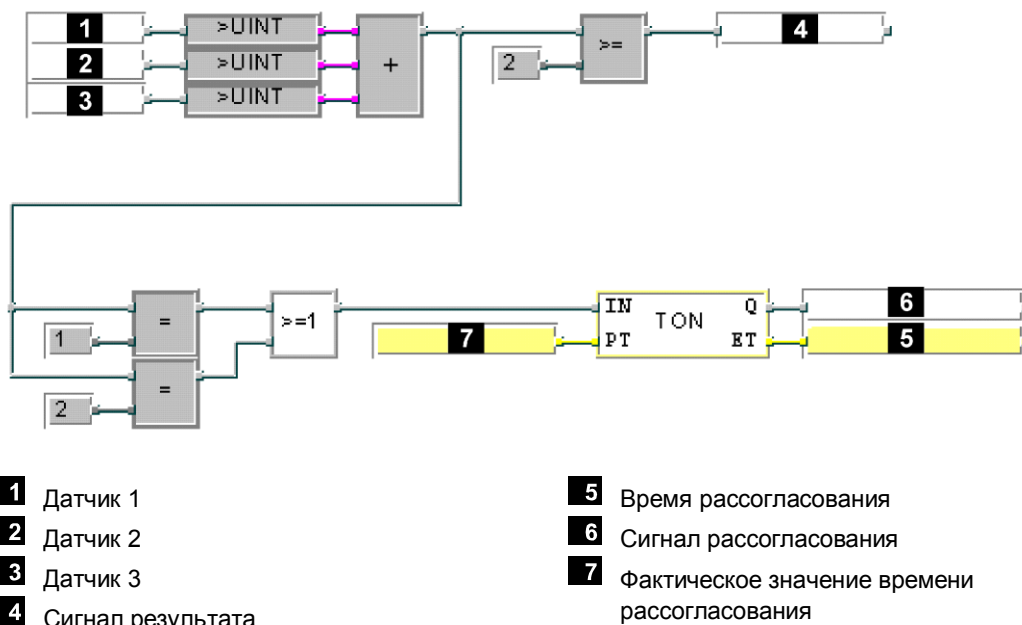 1 >UINT
2 >UINT + 2 >= 4
3 >UINT
= >=1 IN TON Q 6
1 7 PT ET 5
=
2
1 Датчик 1
2 Датчик 2
3 Датчик 3
4 Сигнал результата
5 Время рассогласования
6 Сигнал рассогласования
7 Фактическое значение времени
рассогласования